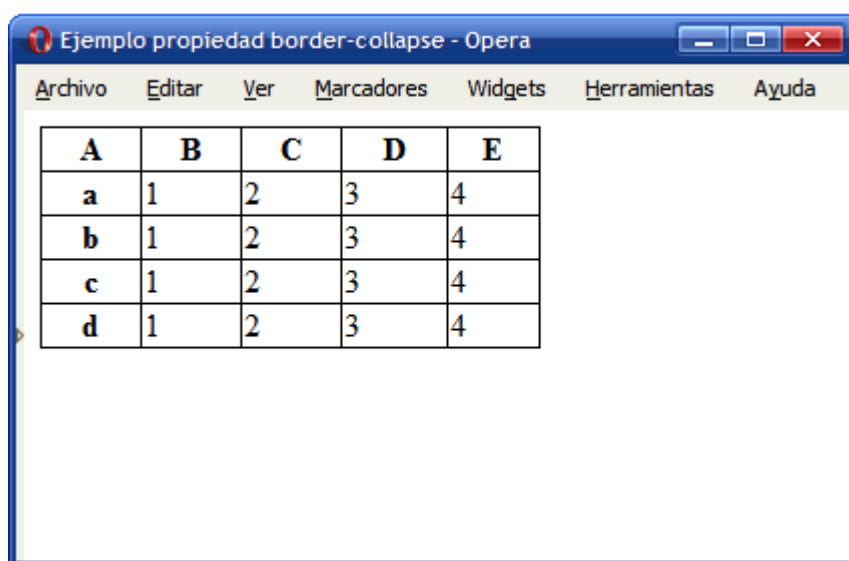 Ejemplo propiedad border-collapse - Opera
Archivo Editar Ver Marcadores Widgets Herramientas Ayuda
A B C D E
a 1 2 3 4
b 1 2 3 4
c 1 2 3 4
d 1 2 3 4